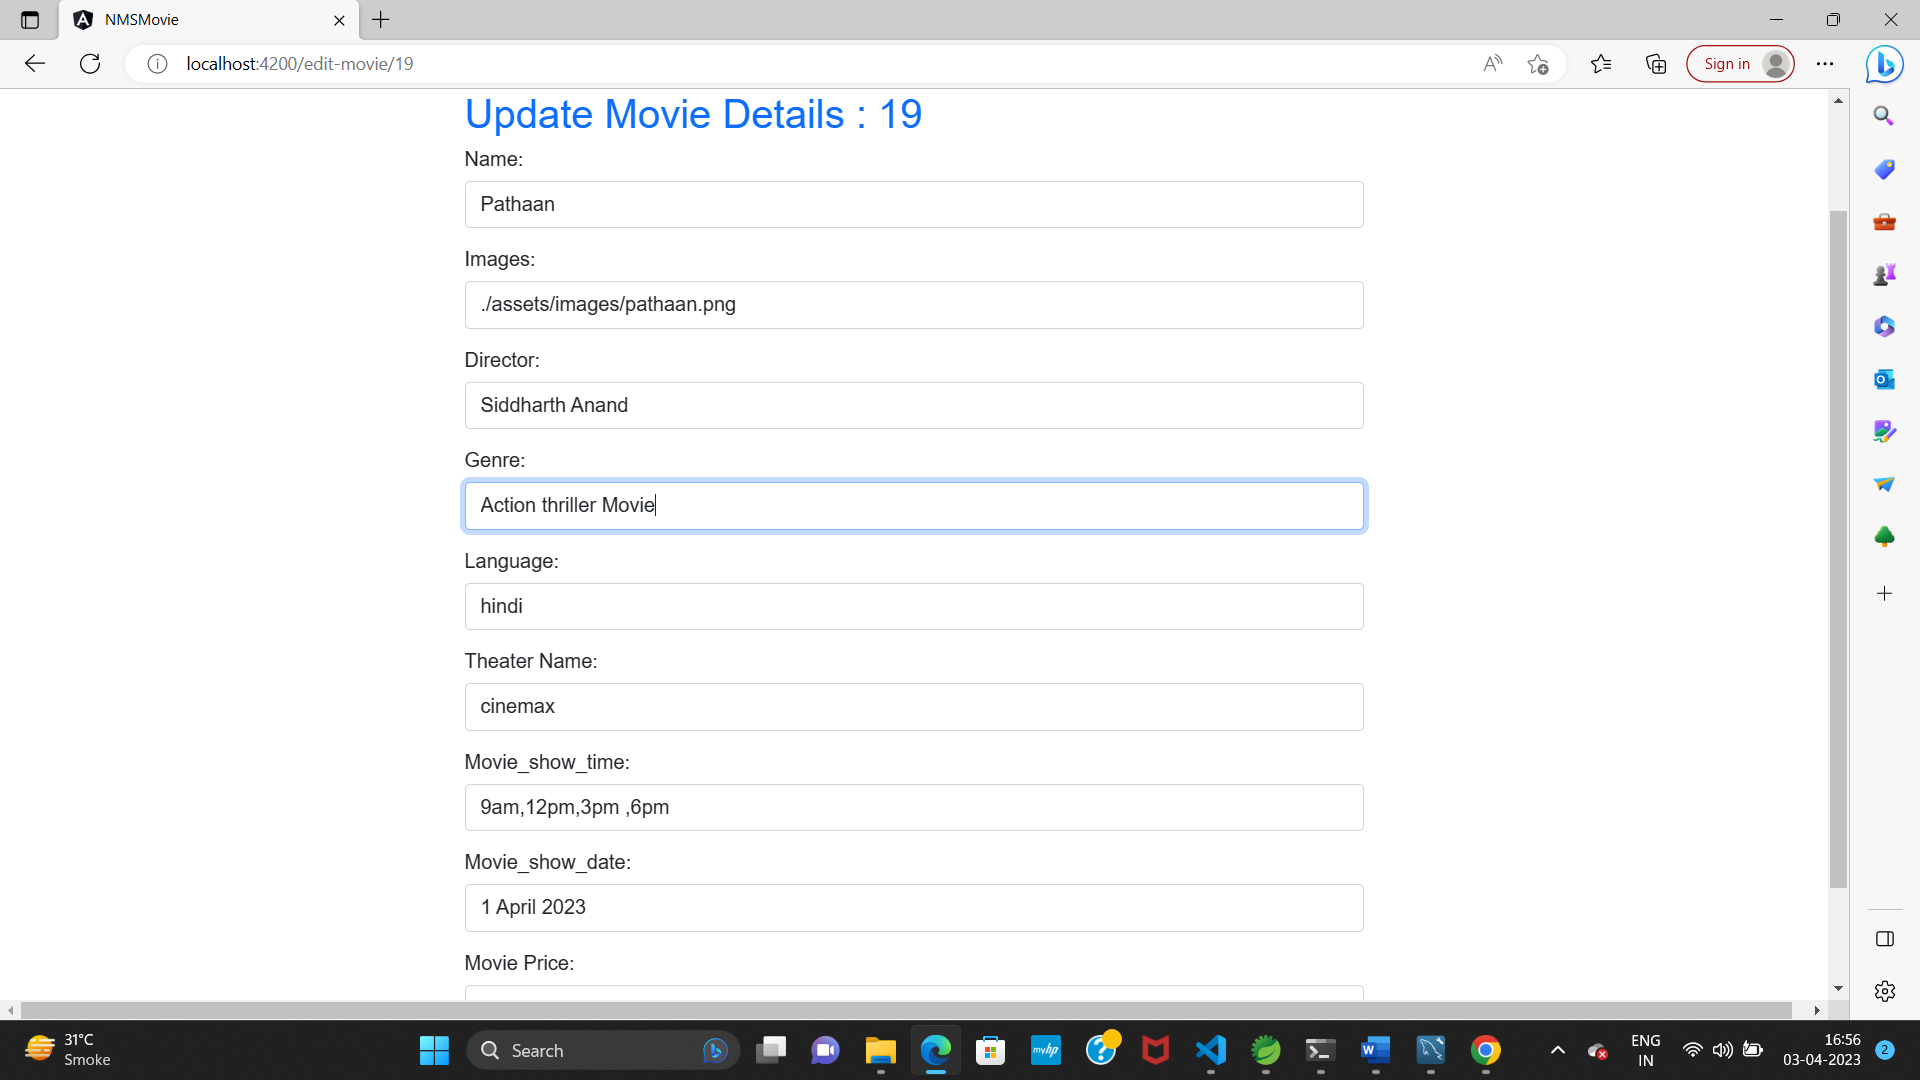 NMSMovie
localhost:4200/edit-movie/19
Sign in
Update Movie Details : 19
Name:
Pathaan
Images:
./assets/images/pathaan.png
Director:
Siddharth Anand
Genre:
Action thriller Movie
Language:
hindi
Theater Name:
cinemax
Movie_show_time:
9am,12pm,3pm ,6pm
Movie_show_date:
1 April 2023
Movie Price:
31°C
Smoke
Search
myhp
ENG
IN
16:56
03-04-2023
2